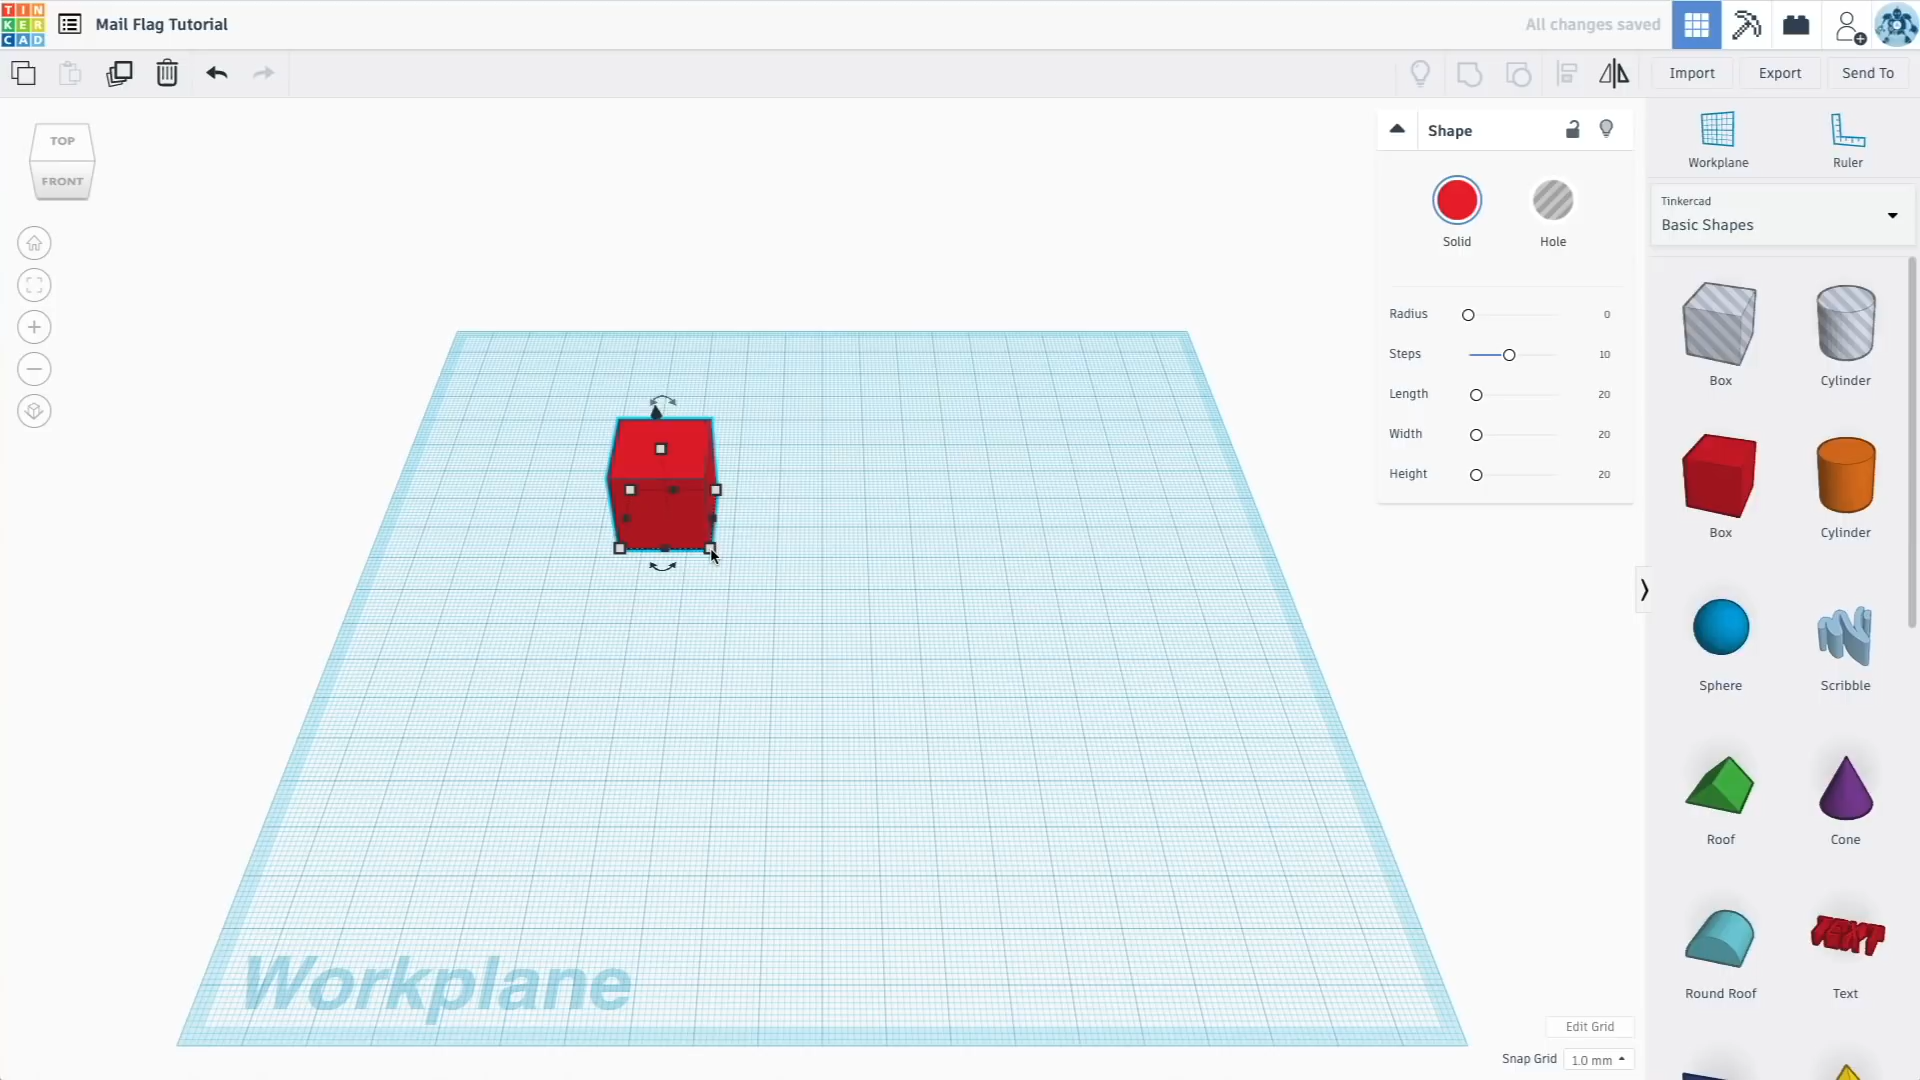 TIN
KER
CAD
Mail Flag Tutorial
All changes saved
Import
Export
Send To
TOP
FRONT
Shape
Solid
Hole
Radius 0
Steps 10
Length 20
Width 20
Height 20
Workplane
Ruler
Tinkercad
Basic Shapes
Box
Cylinder
Box
Cylinder
Sphere
Scribble
Roof
Cone
Round Roof
TEXT
Text
Workplane
Edit Grid
Snap Grid 1.0 mm